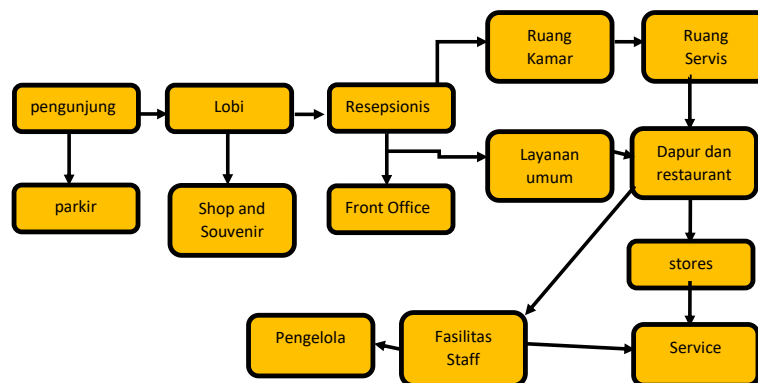 Ruang
Kamar
Ruang
Servis
pengunjung
Lobi
Resepsionis
Layanan
umum
Dapur dan
restaurant
parkir
Shop and
Souvenir
Front Office
stores
Pengelola
Fasilitas
Staff
Service